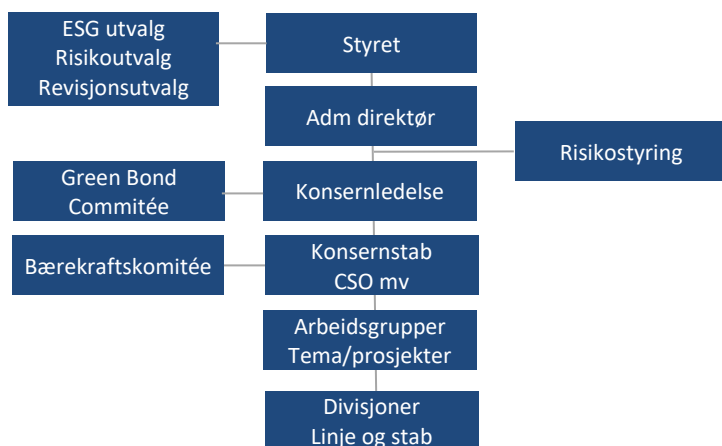 ESG utvalg
Risikoutvalg
Revisjonsutvalg
Styret
Adm direktør
Risikostyring
Green Bond
Commitée
Konsernledelse
Bærekraftskomitée
Konsernstab
CSO mv
Arbeidsgrupper
Tema/prosjekter
Divisjoner
Linje og stab